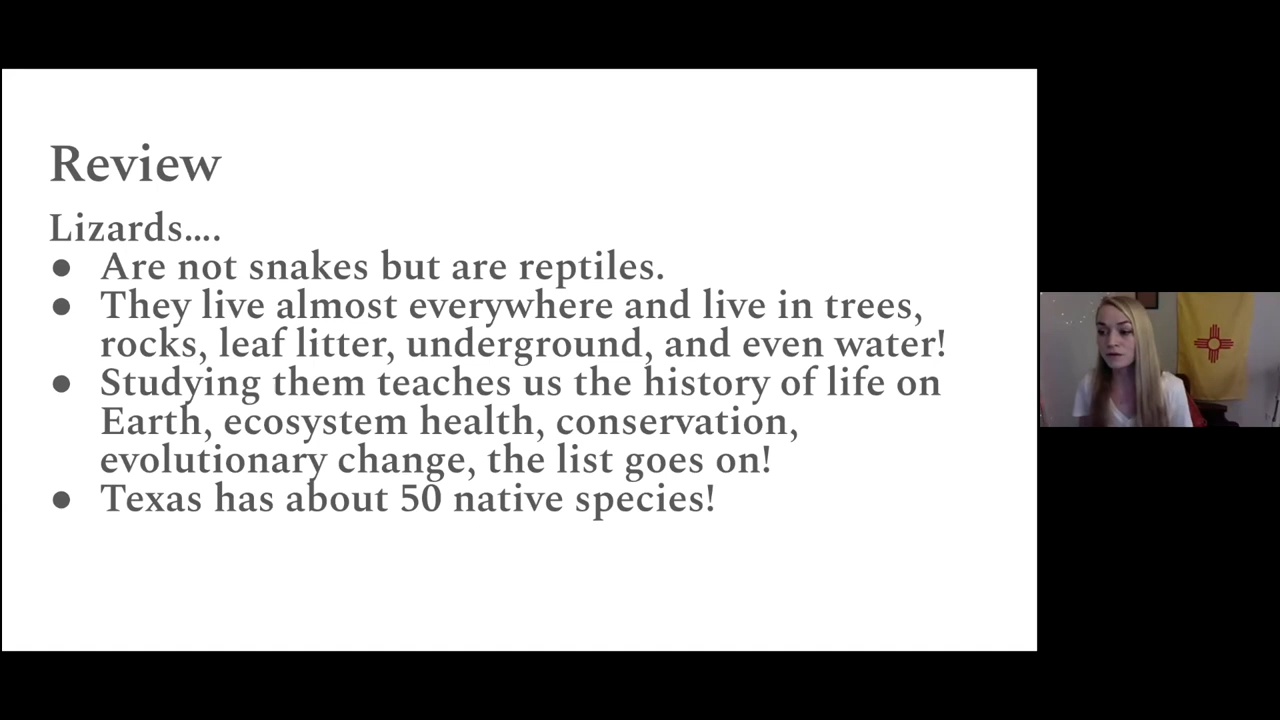 Review
Lizards....
● Are not snakes but are reptiles.
● They live almost everywhere and live in trees,
rocks, leaf litter, underground, and even water!
● Studying them teaches us the history of life on
Earth, ecosystem health, conservation,
evolutionary change, the list goes on!
● Texas has about 50 native species!